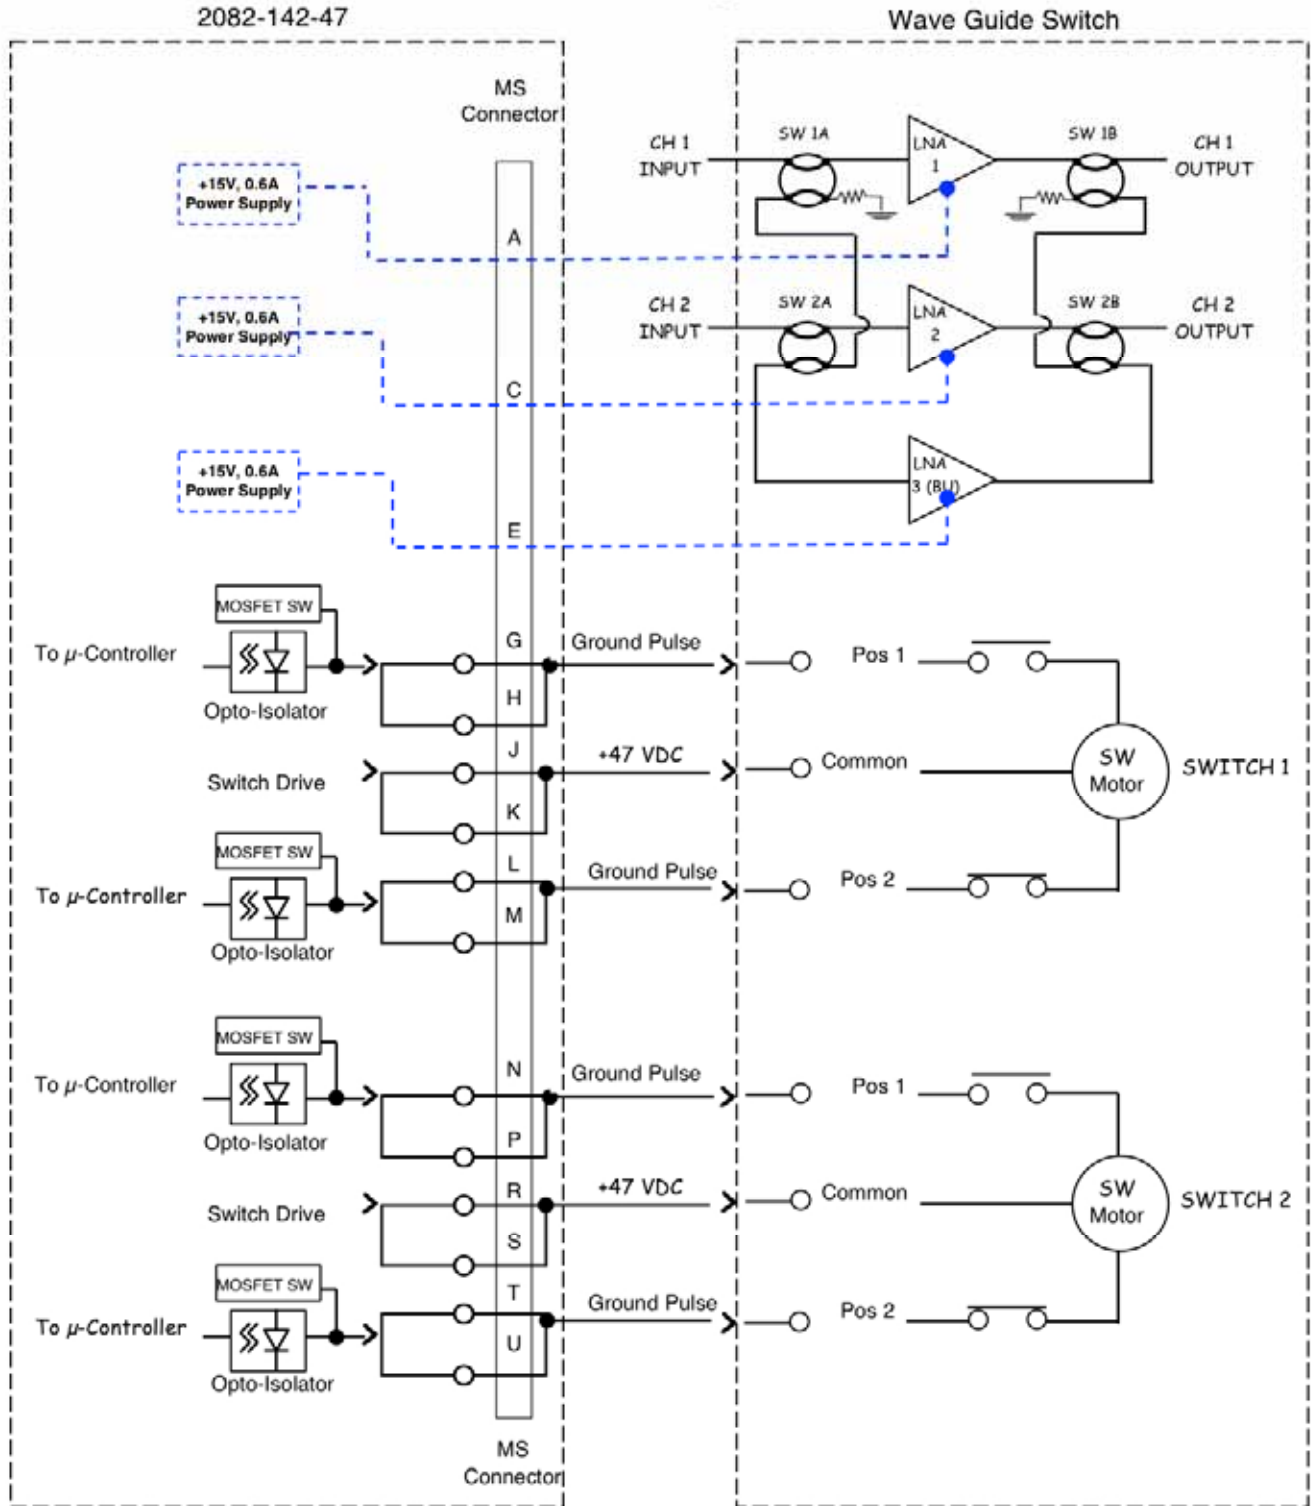 2082-142-47
Wave Guide Switch
MS
Connector
+15V, 0.6A
Power Supply
A
+15V, 0.6A
Power Supply
C
+15V, 0.6A
Power Supply
E
CH 1
INPUT
SW 1A
LNA
1
SW 1B
CH 1
OUTPUT
CH 2
INPUT
SW 2A
LNA
2
SW 2B
CH 2
OUTPUT
LNA
3 (BU)
MOSFET SW
To μ-Controller
Opto-Isolator
G
H
Ground Pulse
Pos 1
Switch Drive
J
K
+47 VDC
Common
SW
Motor
SWITCH 1
MOSFET SW
To μ-Controller
Opto-Isolator
L
M
Ground Pulse
Pos 2
MOSFET SW
To μ-Controller
Opto-Isolator
N
P
Ground Pulse
Pos 1
Switch Drive
R
S
+47 VDC
Common
SW
Motor
SWITCH 2
MOSFET SW
To μ-Controller
Opto-Isolator
T
U
Ground Pulse
Pos 2
MS
Connector